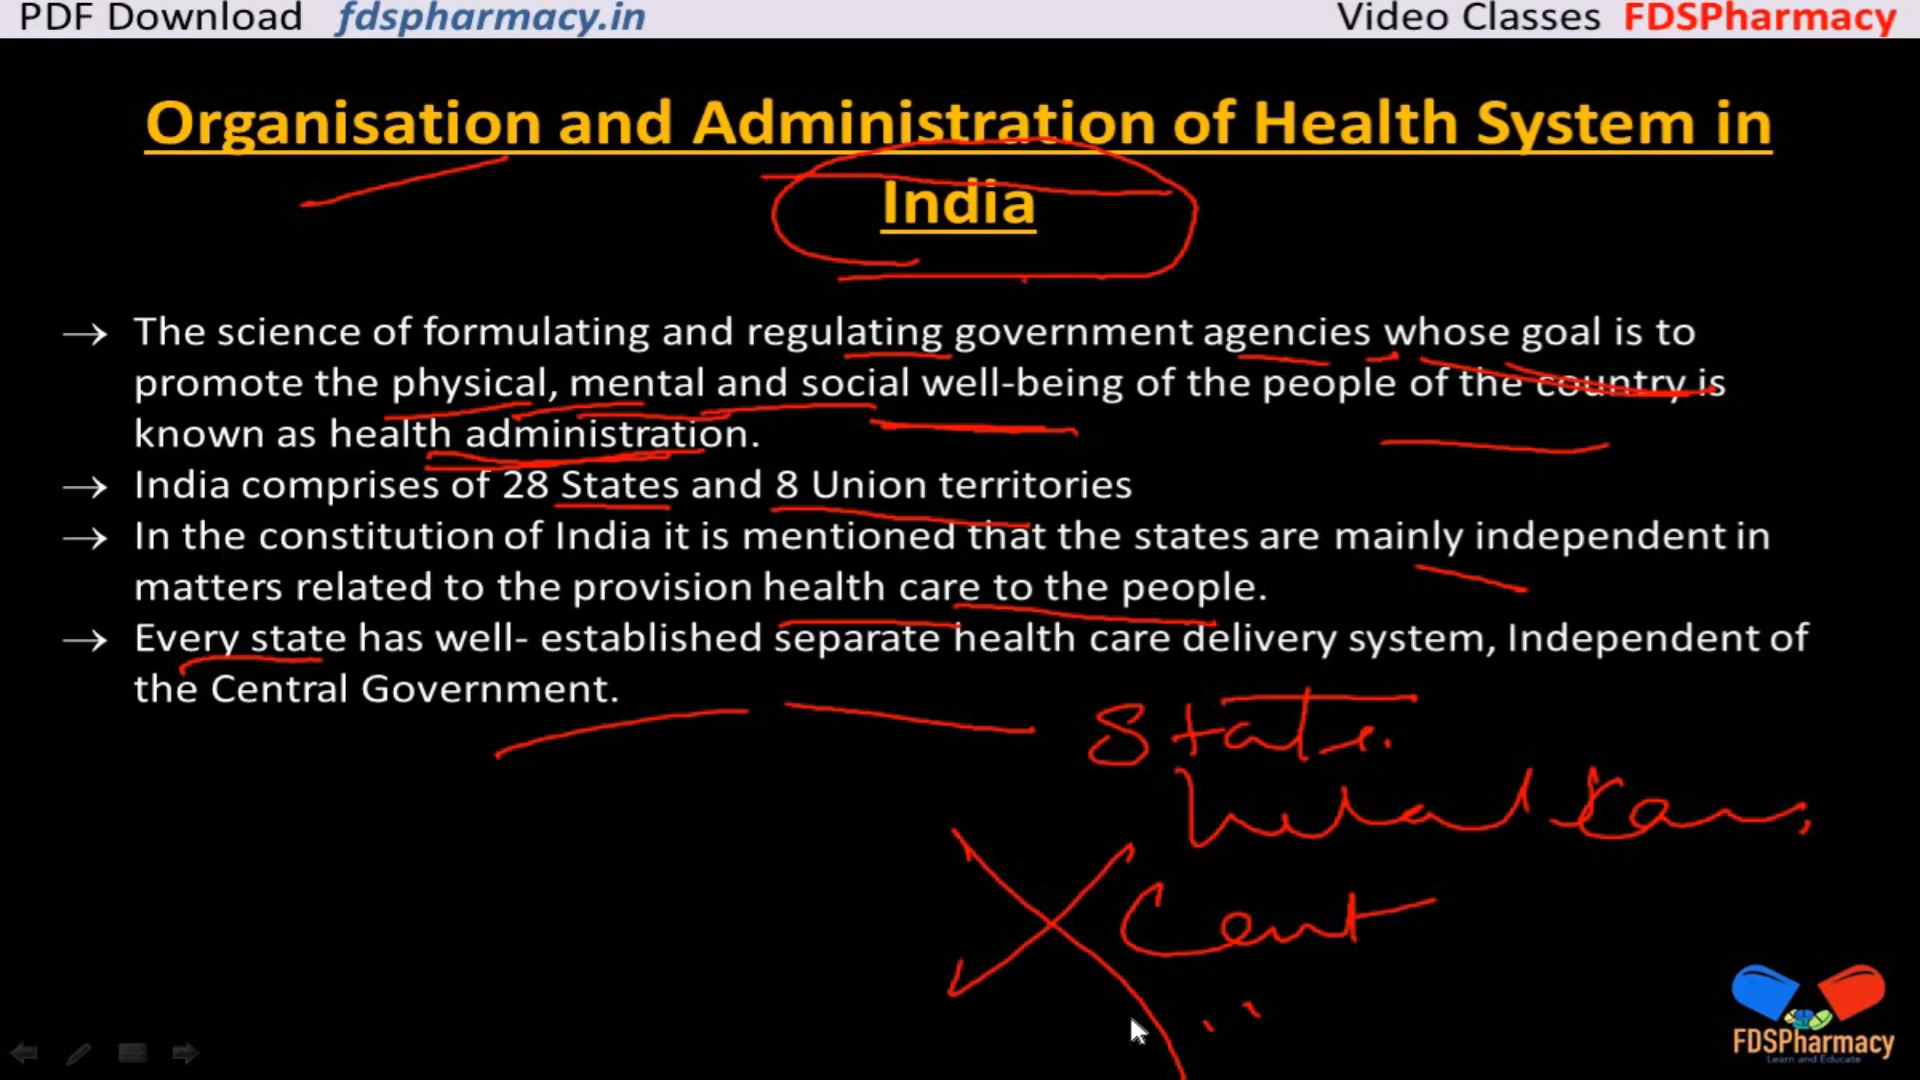 PDF Download fdspharmacy.in Video Classes FDSPharmacy
Organisation and Administration of Health System in
India
→ The science of formulating and regulating government agencies whose goal is to
promote the physical, mental and social well-being of the people of the country is
known as health administration.
→ India comprises of 28 States and 8 Union territories
→ In the constitution of India it is mentioned that the states are mainly independent in
matters related to the provision health care to the people.
→ Every state has well- established separate health care delivery system, Independent of
the Central Government.
State.
Cent
FDSPharmacy
Learn and Educate